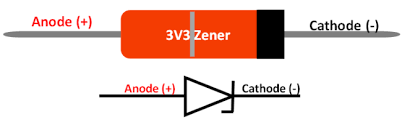 Anode (+) 3V3 Zener Cathode (-)
Anode (+) Cathode (-)